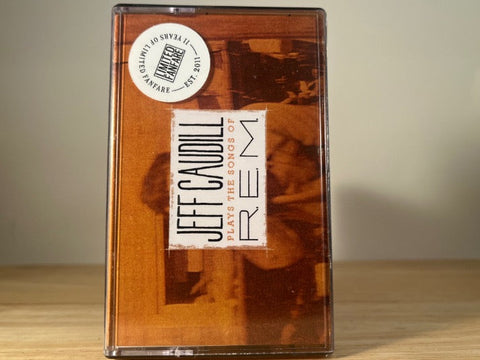 11 YEARS OF LIMITED FANFARE
EST. 2011
LIMITED
FANFARE
JEFF CAUDILL
PLAYS THE SONGS OF
R.E.M